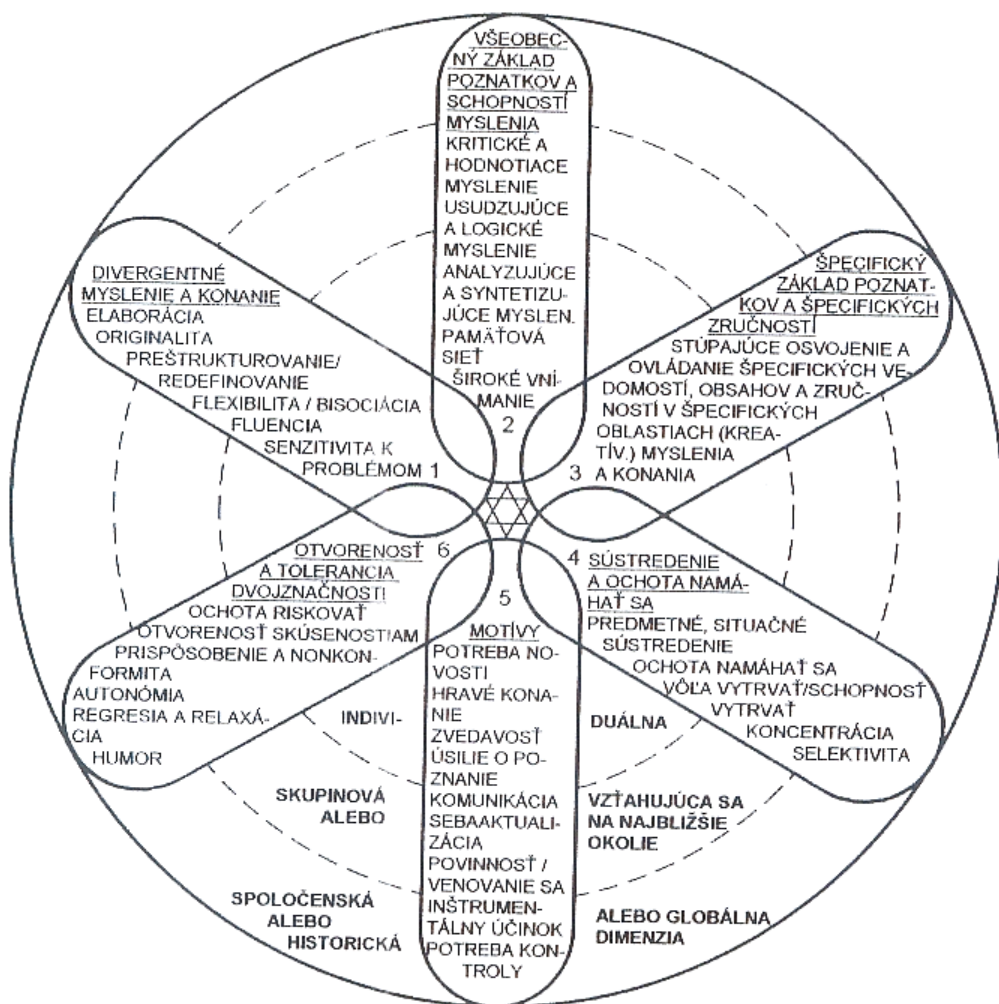 VŠEOBEC-
NÝ ZÁKLAD
POZNATKOV A
SCHOPNOSTÍ
MYSLENIA
KRITICKÉ A
HODNOTIACE
MYSLENIE
USUDZUJÚCE
A LOGICKÉ
MYSLENIE
ANALYZUJÚCE
A SYNTETIZU-
JÚCE MYSLEN.
PAMÄŤOVÁ
SIEŤ
ŠIROKÉ VNÍ-
MANIE
2
DIVERGENTNÉ
MYSLENIE A KONANIE
ELABORÁCIA
ORIGINALITA
PREŠTRUKTUROVANIE/
REDEFINOVANIE
FLEXIBILITA / BISOCIÁCIA
FLUENCIA
SENZITIVITA K
PROBLÉMOM 1
ŠPECIFICKÝ
ZÁKLAD POZNAT-
KOV A ŠPECIFICKÝCH
ZRUČNOSTÍ
STÚPAJÚCE OSVOJENIE A
OVLÁDANIE ŠPECIFICKÝCH VE-
DOMOSTÍ, OBSAHOV A ZRUČ-
NOSTÍ V ŠPECIFICKÝCH
OBLASTIACH (KREA-
TÍV.) MYSLENIA
3 A KONANIA
OTVORENOSŤ 6
A TOLERANCIA
DVOJZNAČNOSTI
OCHOTA RISKOVAŤ
OTVORENOSŤ SKÚSENOSTIAM
PRISPÔSOBENIE A NONKON-
FORMITA
AUTONÓMIA
REGRESIA A RELAXÁ-
CIA
HUMOR
4 SÚSTREDENIE
A OCHOTA NAMÁ-
HAŤ SA
PREDMETNÉ, SITUAČNÉ
SÚSTREDENIE
OCHOTA NAMÁHAŤ SA
VÔĽA VYTRVAŤ/SCHOPNOSŤ
VYTRVAŤ
KONCENTRÁCIA
SELEKTIVITA
5
MOTÍVY
POTREBA NO-
VOSTI
HRAVÉ KONA-
NIE
ZVEDAVOSŤ
ÚSILIE O PO-
ZNANIE
KOMUNIKÁCIA
SEBAAKTUALI-
ZÁCIA
POVINNOSŤ /
VENOVANIE SA
INŠTRUMEN-
TÁLNY ÚČINOK
POTREBA KONT-
ROLY
INDIVI-
DUÁLNA
SKUPINOVÁ
ALEBO
VZŤAHUJÚCA SA
NA NAJBLIŽŠIE
OKOLIE
SPOLOČENSKÁ
ALEBO
HISTORICKÁ
ALEBO GLOBÁLNA
DIMENZIA